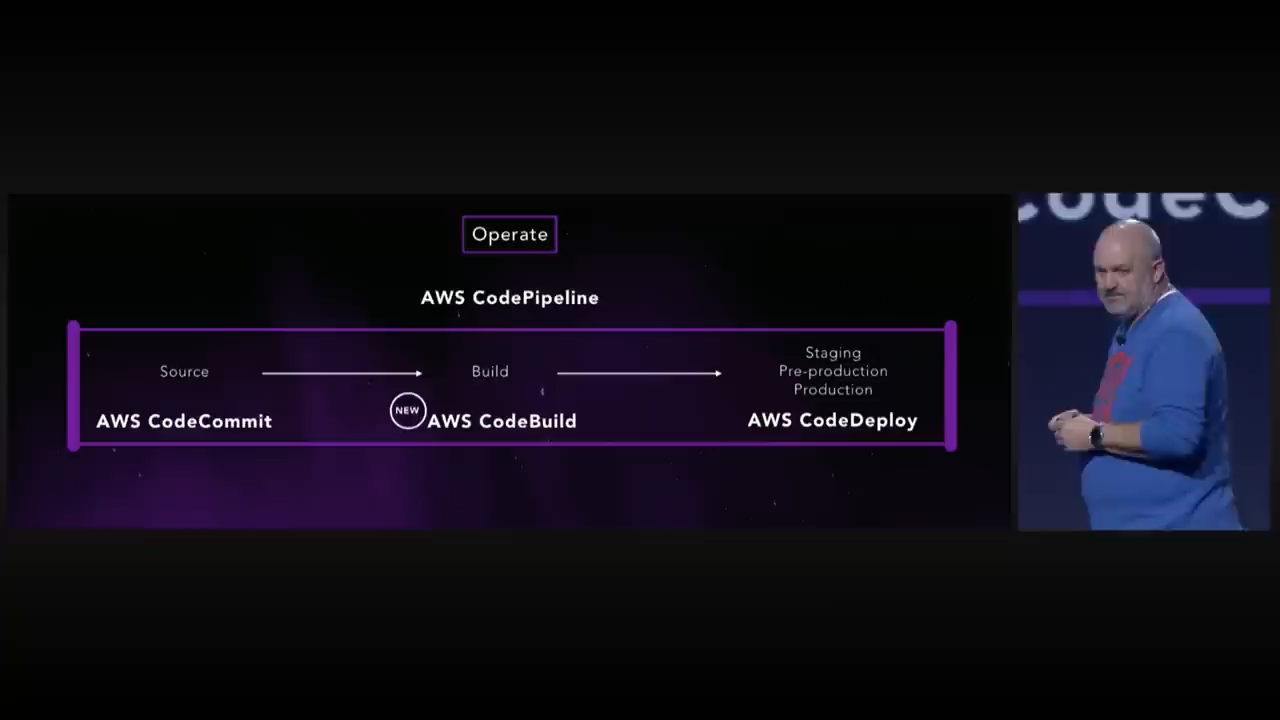 Operate
AWS CodePipeline
Source
Build
Staging
Pre-production
Production
AWS CodeCommit
NEW
AWS CodeBuild
AWS CodeDeploy